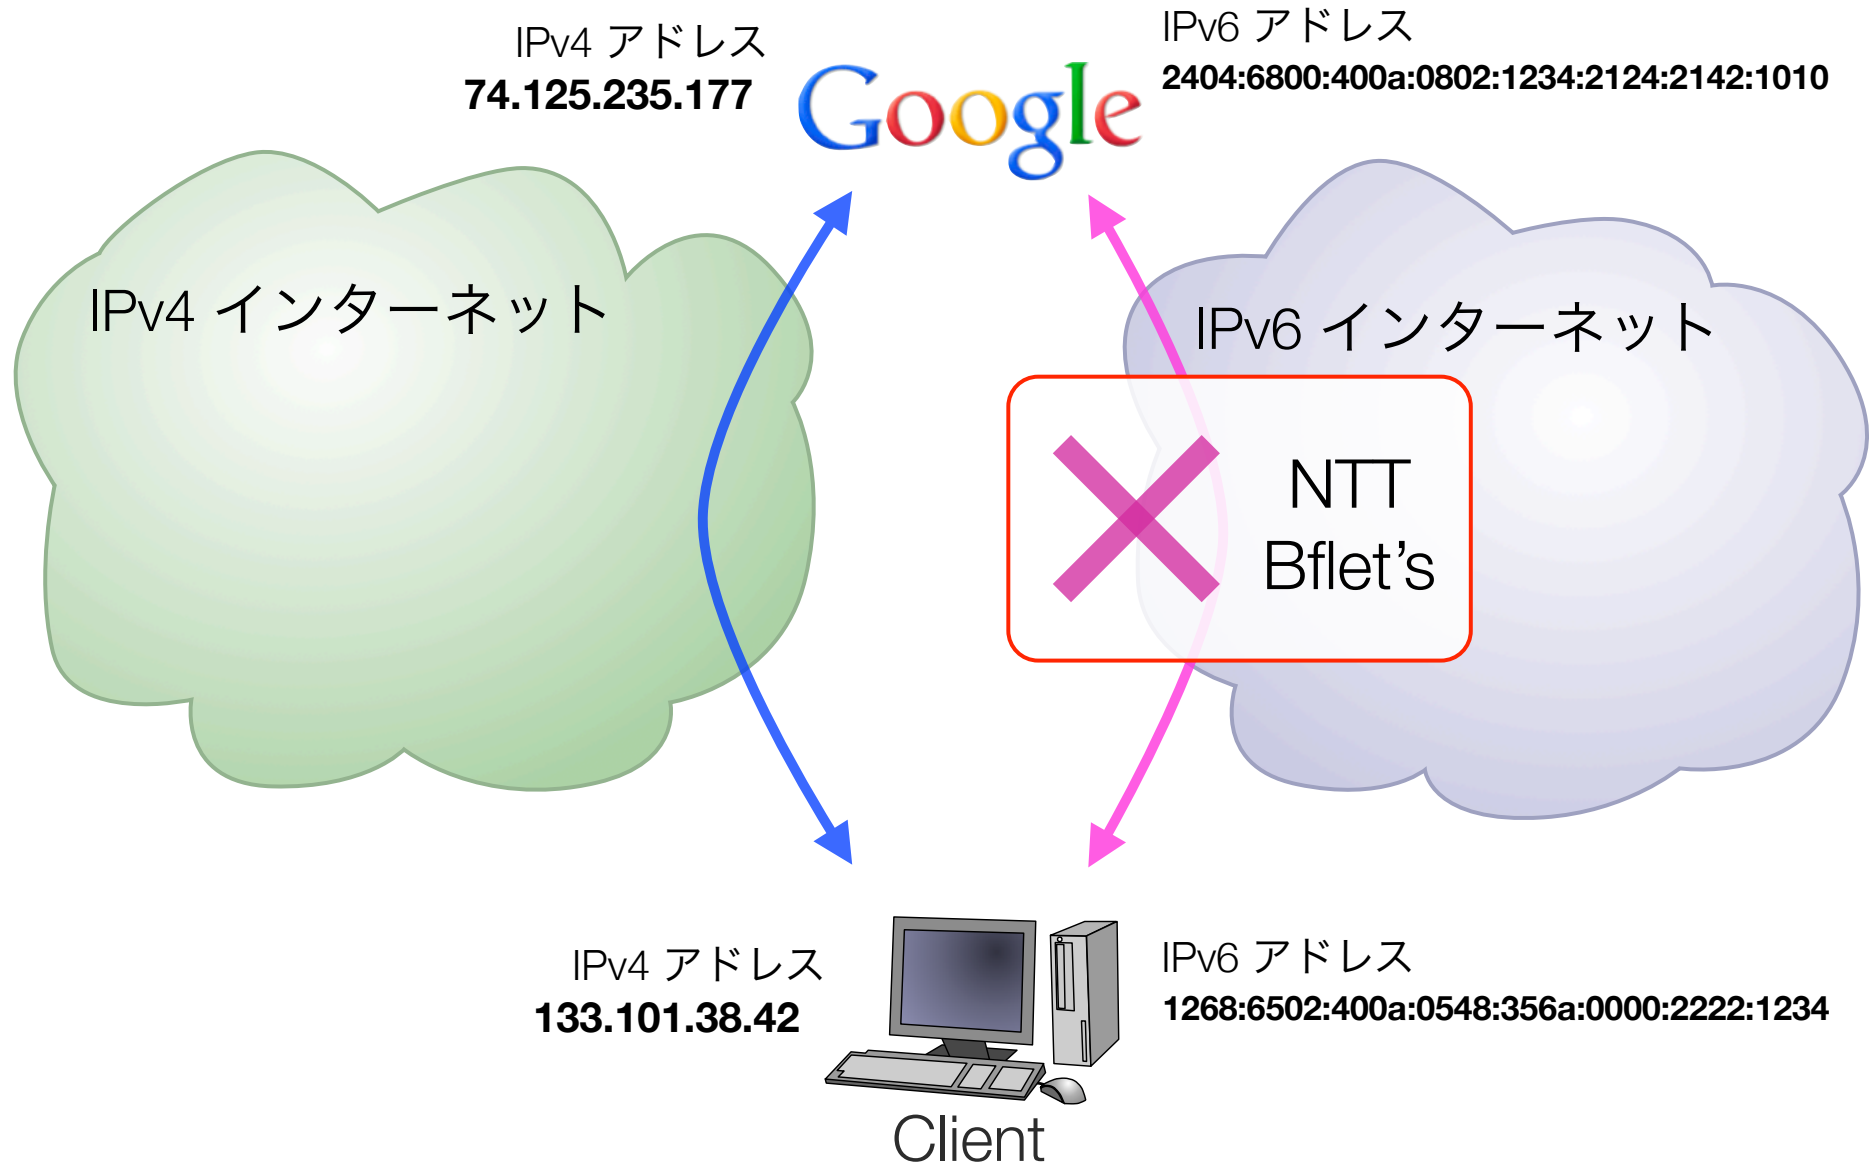 IPv4 アドレス
74.125.235.177
Google
IPv6 アドレス
2404:6800:400a:0802:1234:2124:2142:1010
IPv4 インターネット
IPv6 インターネット
NTT
Bflet’s
IPv4 アドレス
133.101.38.42
IPv6 アドレス
1268:6502:400a:0548:356a:0000:2222:1234
Client